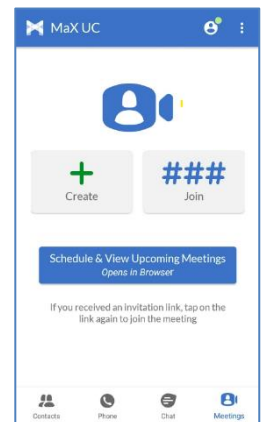 MaX UC
+
Create
###
Join
Schedule & View Upcoming Meetings
Opens in Browser
If you received an invitation link, tap on the
link again to join the meeting
Contacts
Phone
Chat
Meetings